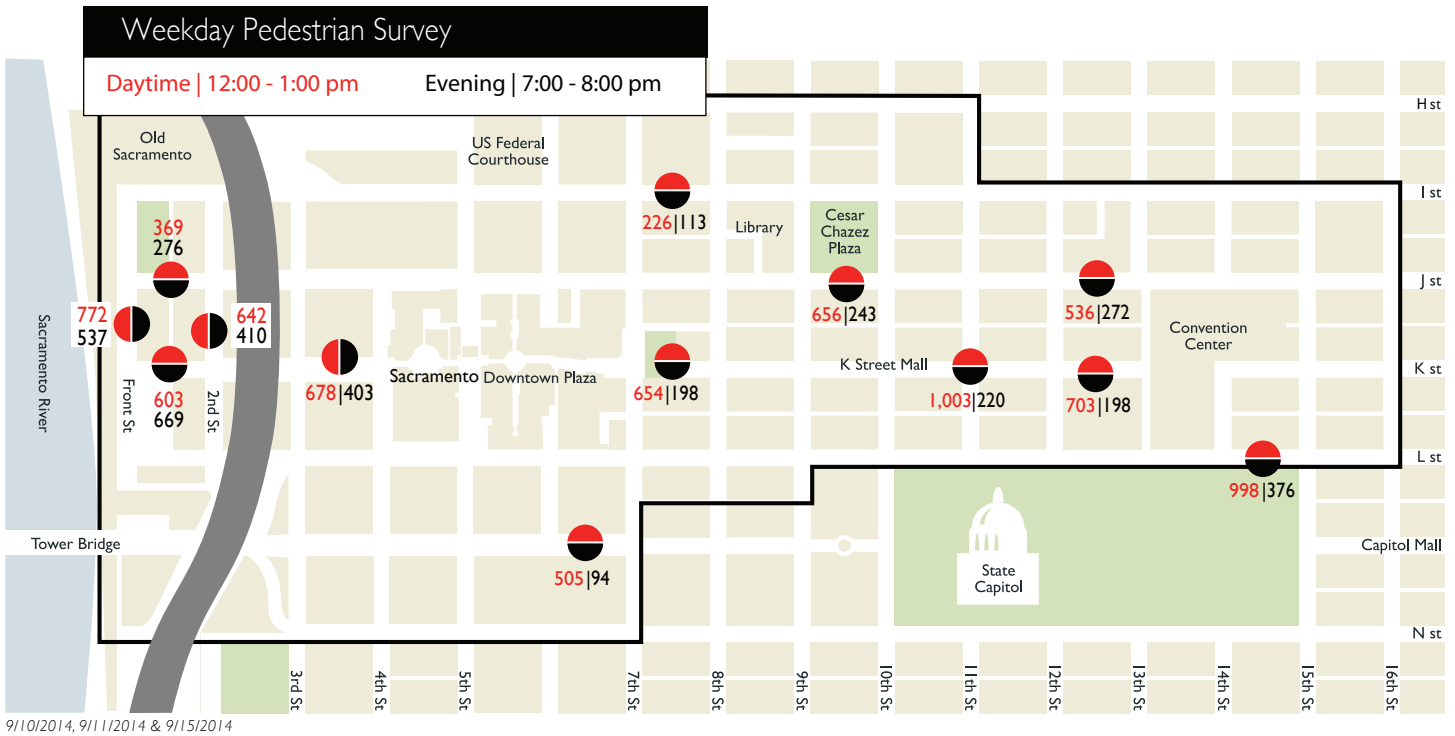 Weekday Pedestrian Survey
Daytime | 12:00 - 1:00 pm
Evening | 7:00 - 8:00 pm
H st
Old
Sacramento
US Federal
Courthouse
I st
369
276
226|113
Library
Cesar
Chazez
Plaza
J st
772
537
642
410
656|243
536|272
Convention
Center
Sacramento River
Front St
603
669
2nd St
678|403
Sacramento Downtown Plaza
654|198
K Street Mall
1,003|220
703|198
K st
L st
998|376
Tower Bridge
505|94
State
Capitol
Capitol Mall
N st
3rd St
4th St
5th St
7th St
8th St
9th St
10th St
11th St
12th St
13th St
14th St
15th St
16th St
9/10/2014, 9/11/2014 & 9/15/2014